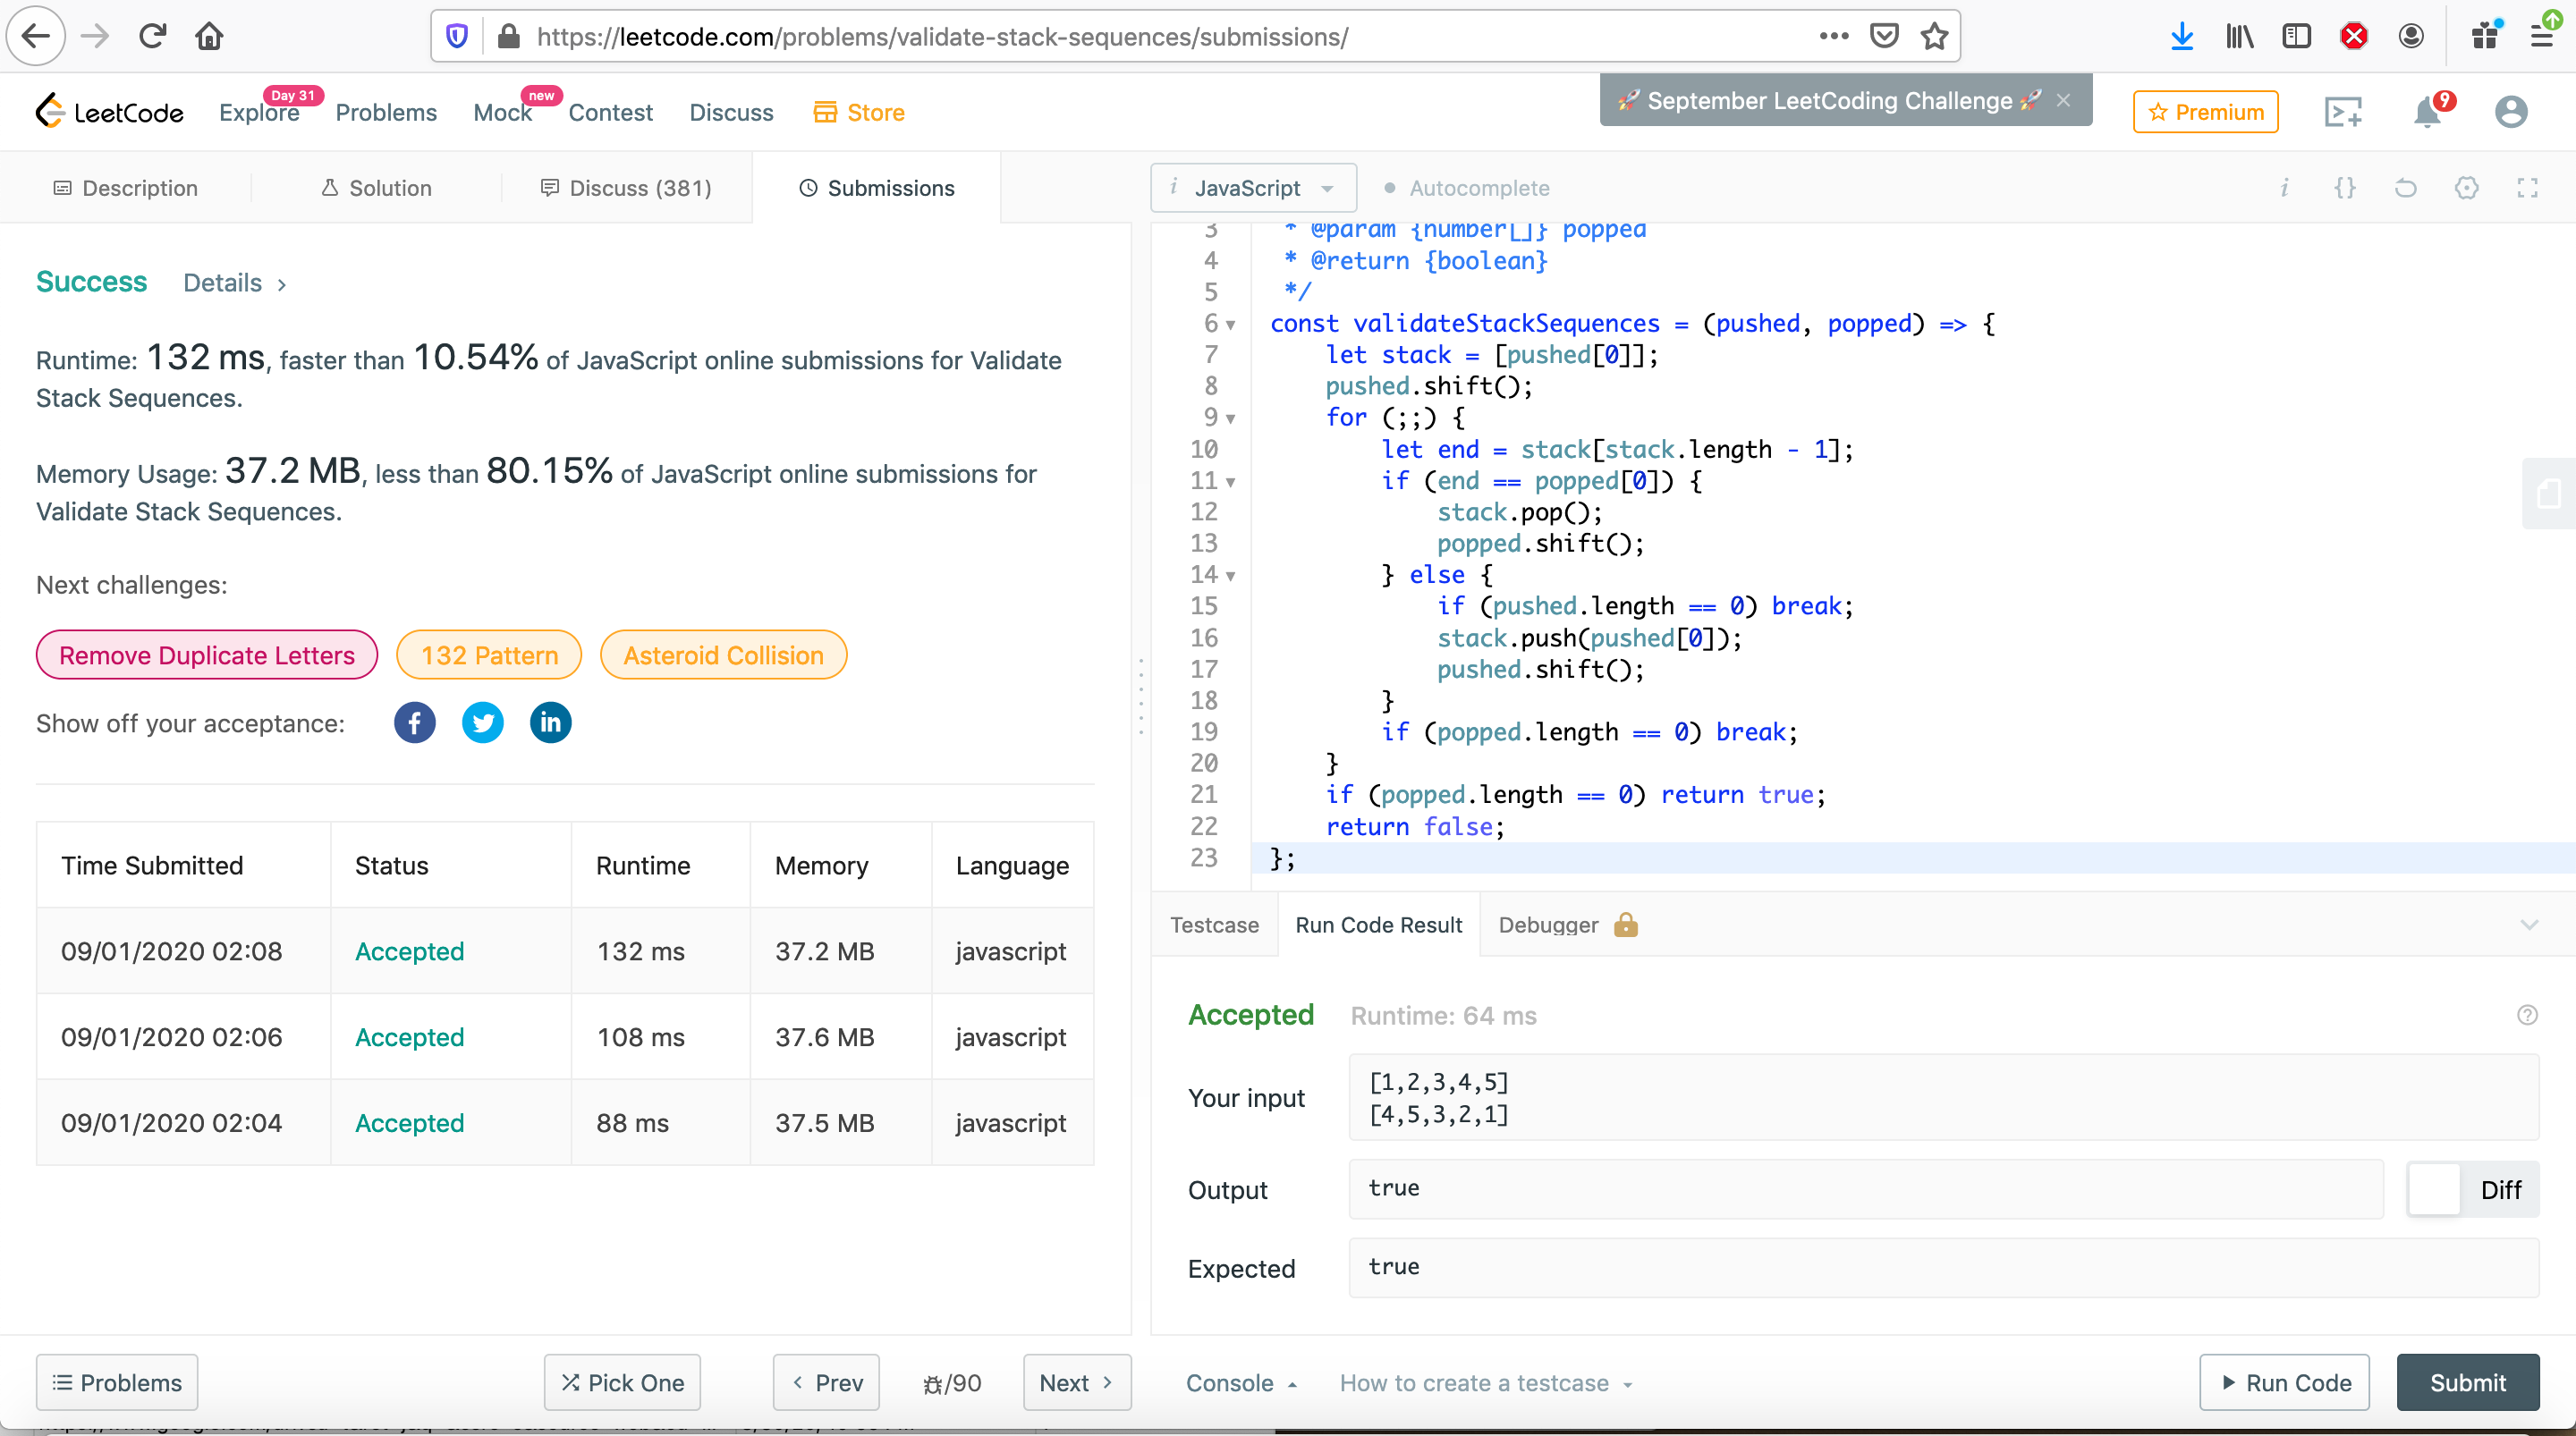 https://leetcode.com/problems/validate-stack-sequences/submissions/
LeetCode
Explore
Day 31
Problems
Mock
new
Contest
Discuss
Store
🚀 September LeetCoding Challenge 🚀 ×
Premium
9
Description
Solution
Discuss (381)
Submissions
i JavaScript
Autocomplete
Success Details >
Runtime: 132 ms, faster than 10.54% of JavaScript online submissions for Validate
Stack Sequences.
Memory Usage: 37.2 MB, less than 80.15% of JavaScript online submissions for
Validate Stack Sequences.
Next challenges:
Remove Duplicate Letters
132 Pattern
Asteroid Collision
Show off your acceptance:
Time Submitted Status Runtime Memory Language
09/01/2020 02:08 Accepted 132 ms 37.2 MB javascript
09/01/2020 02:06 Accepted 108 ms 37.6 MB javascript
09/01/2020 02:04 Accepted 88 ms 37.5 MB javascript
3 * @param {number[]} popped
4 * @return {boolean}
5 */
6 const validateStackSequences = (pushed, popped) => {
7 let stack = [pushed[0]];
8 pushed.shift();
9 for (;;) {
10 let end = stack[stack.length - 1];
11 if (end == popped[0]) {
12 stack.pop();
13 popped.shift();
14 } else {
15 if (pushed.length == 0) break;
16 stack.push(pushed[0]);
17 pushed.shift();
18 }
19 if (popped.length == 0) break;
20 }
21 if (popped.length == 0) return true;
22 return false;
23 };
Testcase
Run Code Result
Debugger
Accepted Runtime: 64 ms
Your input
[1,2,3,4,5]
[4,5,3,2,1]
Output
true
Diff
Expected
true
Problems
Pick One
< Prev
/90
Next >
Console
How to create a testcase
Run Code
Submit